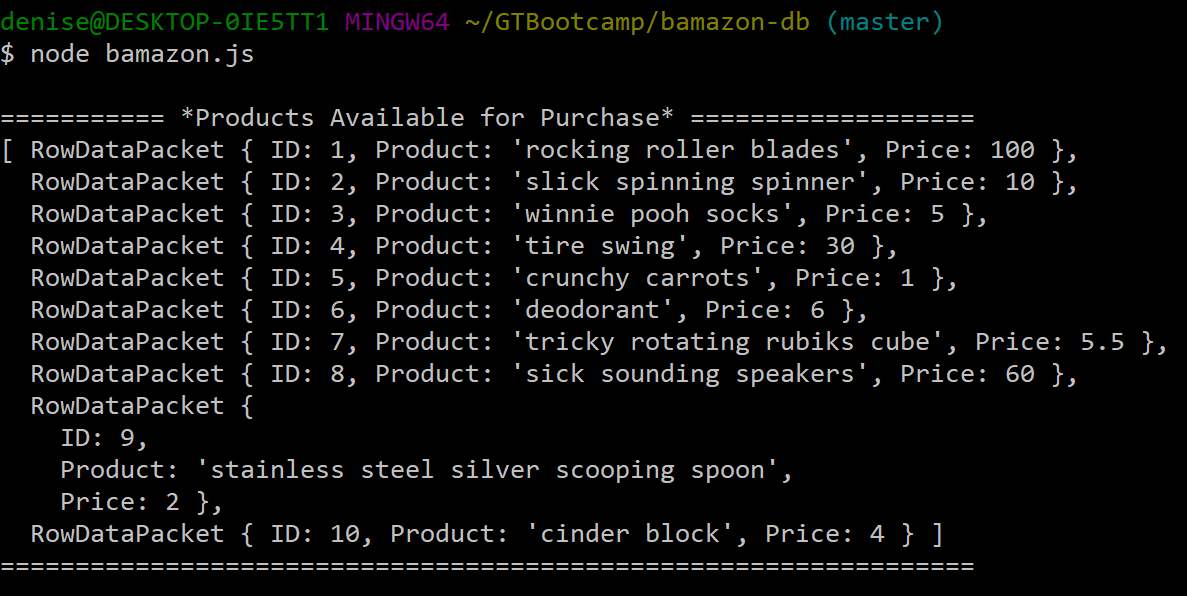 denise@DESKTOP-0IE5TT1 MINGW64 ~/GTBootcamp/bamazon-db (master)
$ node bamazon.js
=========== *Products Available for Purchase* ===================
[ RowDataPacket { ID: 1, Product: 'rocking roller blades', Price: 100 },
  RowDataPacket { ID: 2, Product: 'slick spinning spinner', Price: 10 },
  RowDataPacket { ID: 3, Product: 'winnie pooh socks', Price: 5 },
  RowDataPacket { ID: 4, Product: 'tire swing', Price: 30 },
  RowDataPacket { ID: 5, Product: 'crunchy carrots', Price: 1 },
  RowDataPacket { ID: 6, Product: 'deodorant', Price: 6 },
  RowDataPacket { ID: 7, Product: 'tricky rotating rubiks cube', Price: 5.5 },
  RowDataPacket { ID: 8, Product: 'sick sounding speakers', Price: 60 },
  RowDataPacket {
    ID: 9,
    Product: 'stainless steel silver scooping spoon',
    Price: 2 },
  RowDataPacket { ID: 10, Product: 'cinder block', Price: 4 } ]
=================================================================